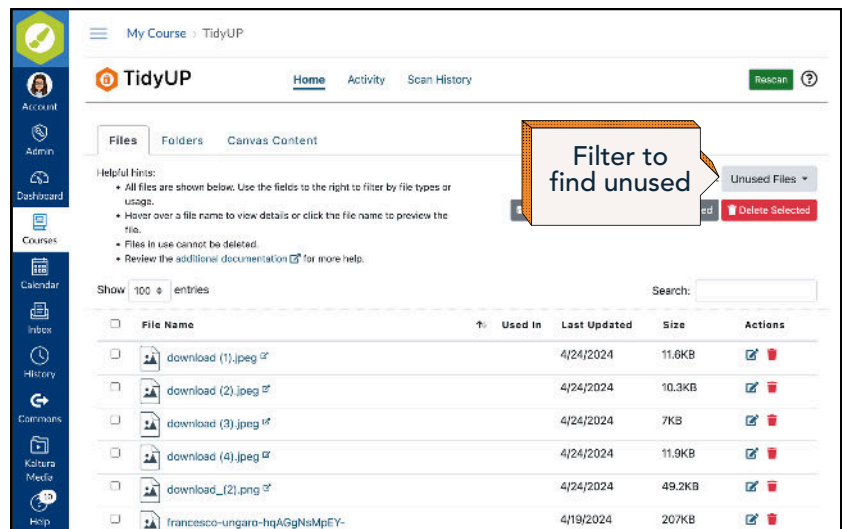 My Course > TidyUP
TidyUP
Home Activity Scan History
Rescan ?
Account
Admin
Dashboard
Courses
Calendar
Inbox
History
Commons
Kaltura
Media
10
Help
Files Folders Canvas Content
Filter to
find unused
Unused Files
Helpful hints:
• All files are shown below. Use the fields to the right to filter by file types or
usage.
• Hover over a file name to view details or click the file name to preview the
file.
• Files in use cannot be deleted.
• Review the additional documentation for more help.
Delete Selected
Show 100 entries
Search:
File Name Used In Last Updated Size Actions
download (1).jpeg 4/24/2024 11.6KB
download (2).jpeg 4/24/2024 10.3KB
download (3).jpeg 4/24/2024 7KB
download (4).jpeg 4/24/2024 11.9KB
download_(2).png 4/24/2024 49.2KB
francesco-ungaro-hqAGgNsMpEY- 4/19/2024 207KB